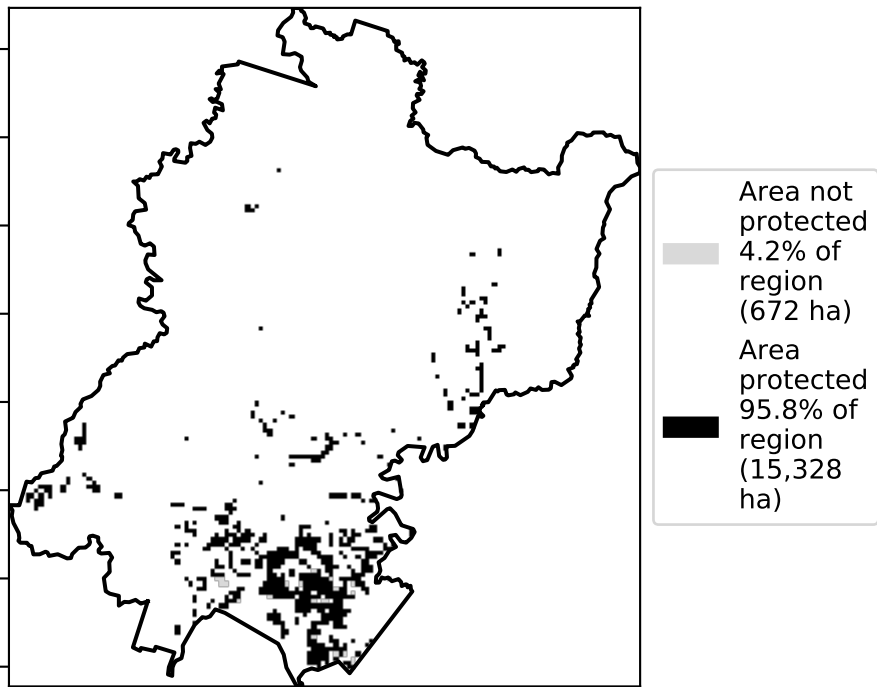 Area not
protected
4.2% of
region
(672 ha)
Area
protected
95.8% of
region
(15,328
ha)